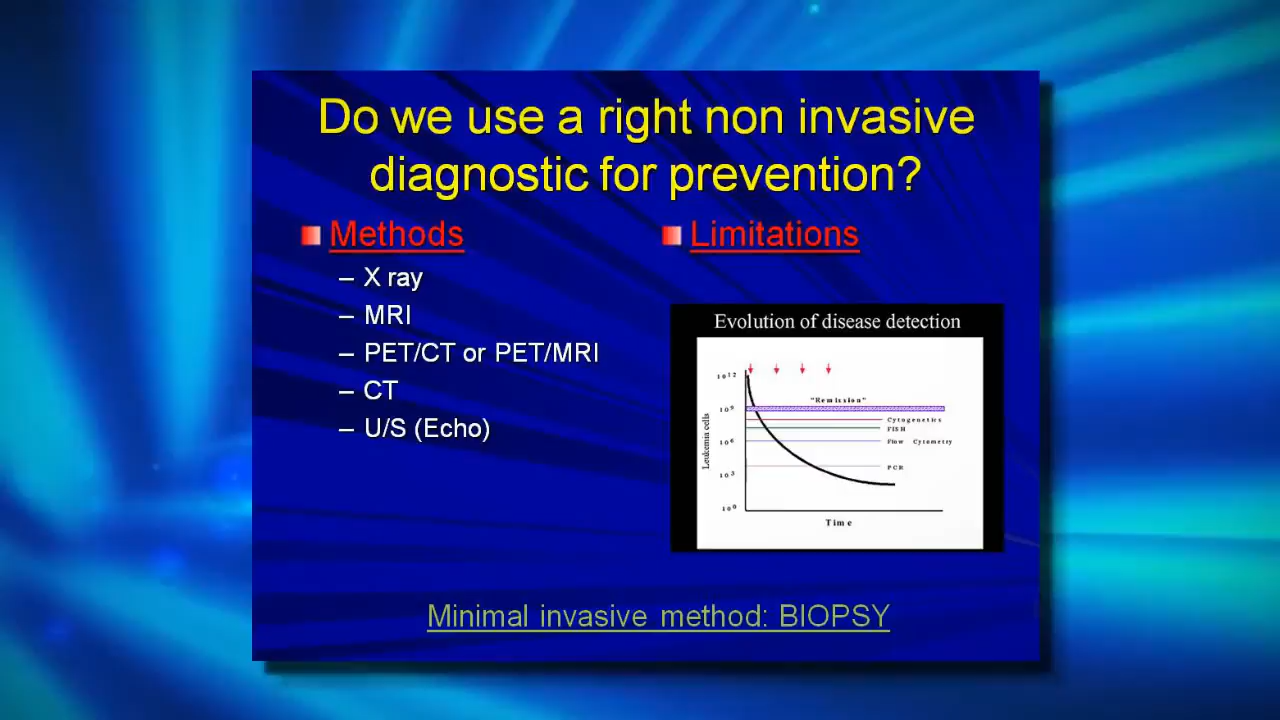 Do we use a right non invasive
diagnostic for prevention?
Methods
– X ray
– MRI
– PET/CT or PET/MRI
– CT
– U/S (Echo)
Limitations
Evolution of disease detection
10^12
10^9
10^6
10^3
10^0
Leukemia cells
"Remission"
Cytogenetics
FISH
Flow Cytometry
PCR
Time
Minimal invasive method: BIOPSY